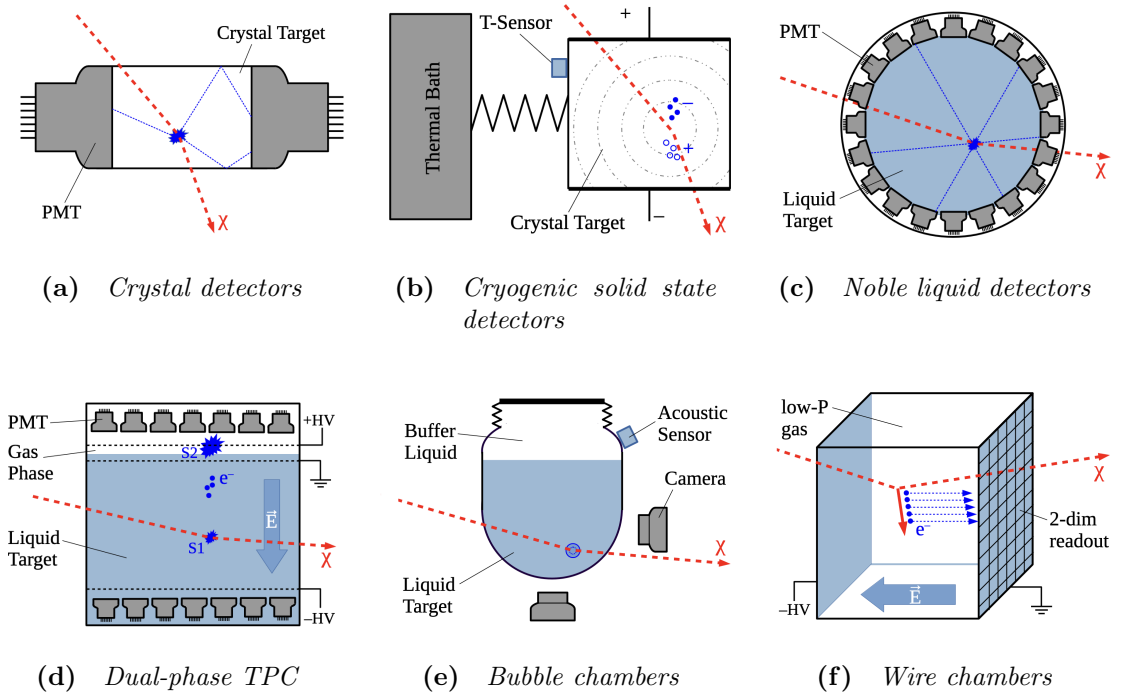 Crystal Target
PMT
χ
(a) Crystal detectors
Thermal Bath
T-Sensor
+
−
+
Crystal Target
−
χ
(b) Cryogenic solid state
detectors
PMT
Liquid
Target
χ
(c) Noble liquid detectors
PMT
+HV
Gas
Phase
S2
e⁻
E⃗
Liquid
Target
S1
χ
−HV
(d) Dual-phase TPC
Buffer
Liquid
Acoustic
Sensor
Camera
χ
Liquid
Target
(e) Bubble chambers
low-P
gas
χ
e⁻
2-dim
readout
E⃗
−HV
(f) Wire chambers